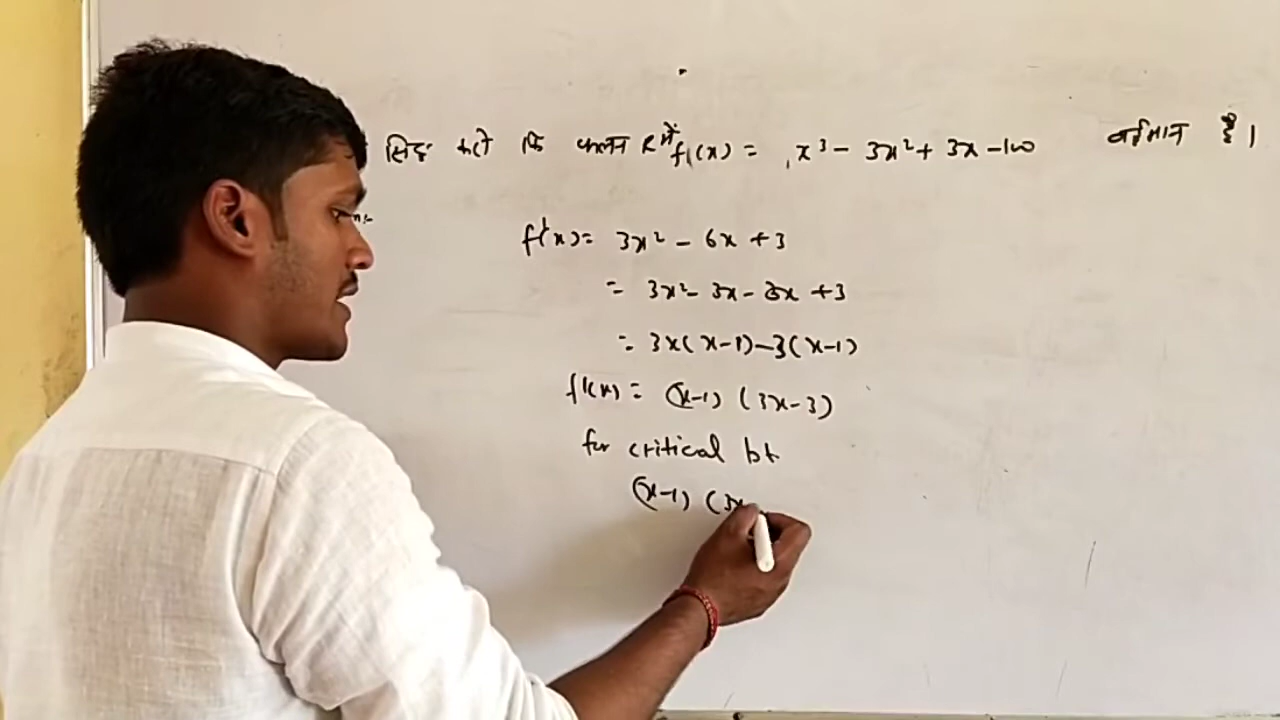 सिद्ध करो कि फलन R में f(x) = x³ - 3x² + 3x - 100 वर्द्धमान है।
f'(x) = 3x² - 6x + 3
= 3x² - 3x - 3x + 3
= 3x(x-1) - 3(x-1)
f'(x) = (x-1) (3x-3)
for critical pt
(x-1) (3x